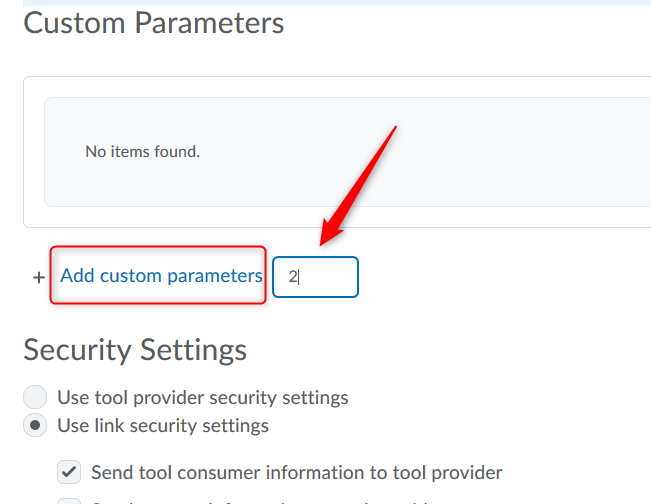 Custom Parameters
No items found.
+ Add custom parameters 2
Security Settings
Use tool provider security settings
Use link security settings
Send tool consumer information to tool provider